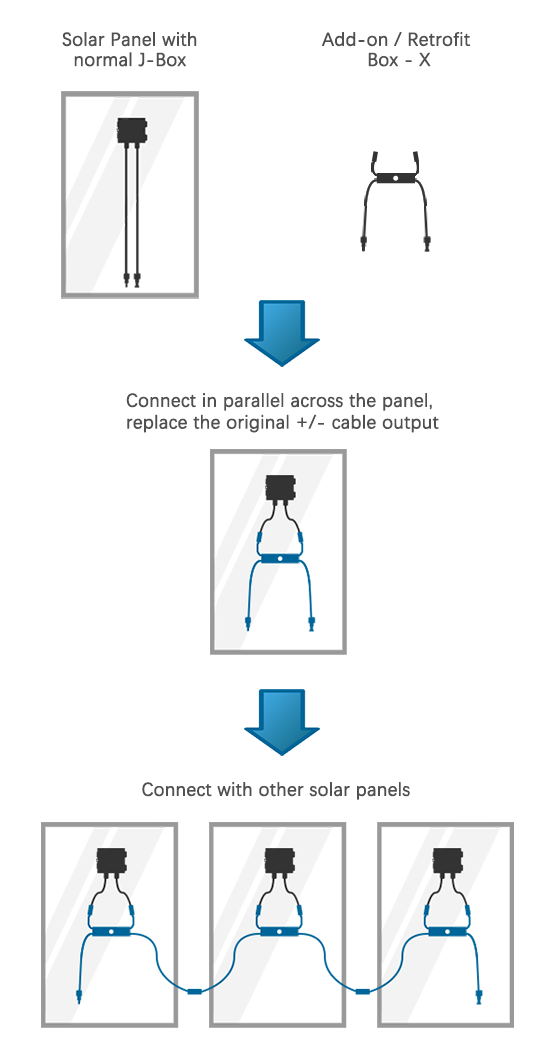 Solar Panel with
normal J-Box
Add-on / Retrofit
Box - X
Connect in parallel across the panel,
replace the original +/- cable output
Connect with other solar panels